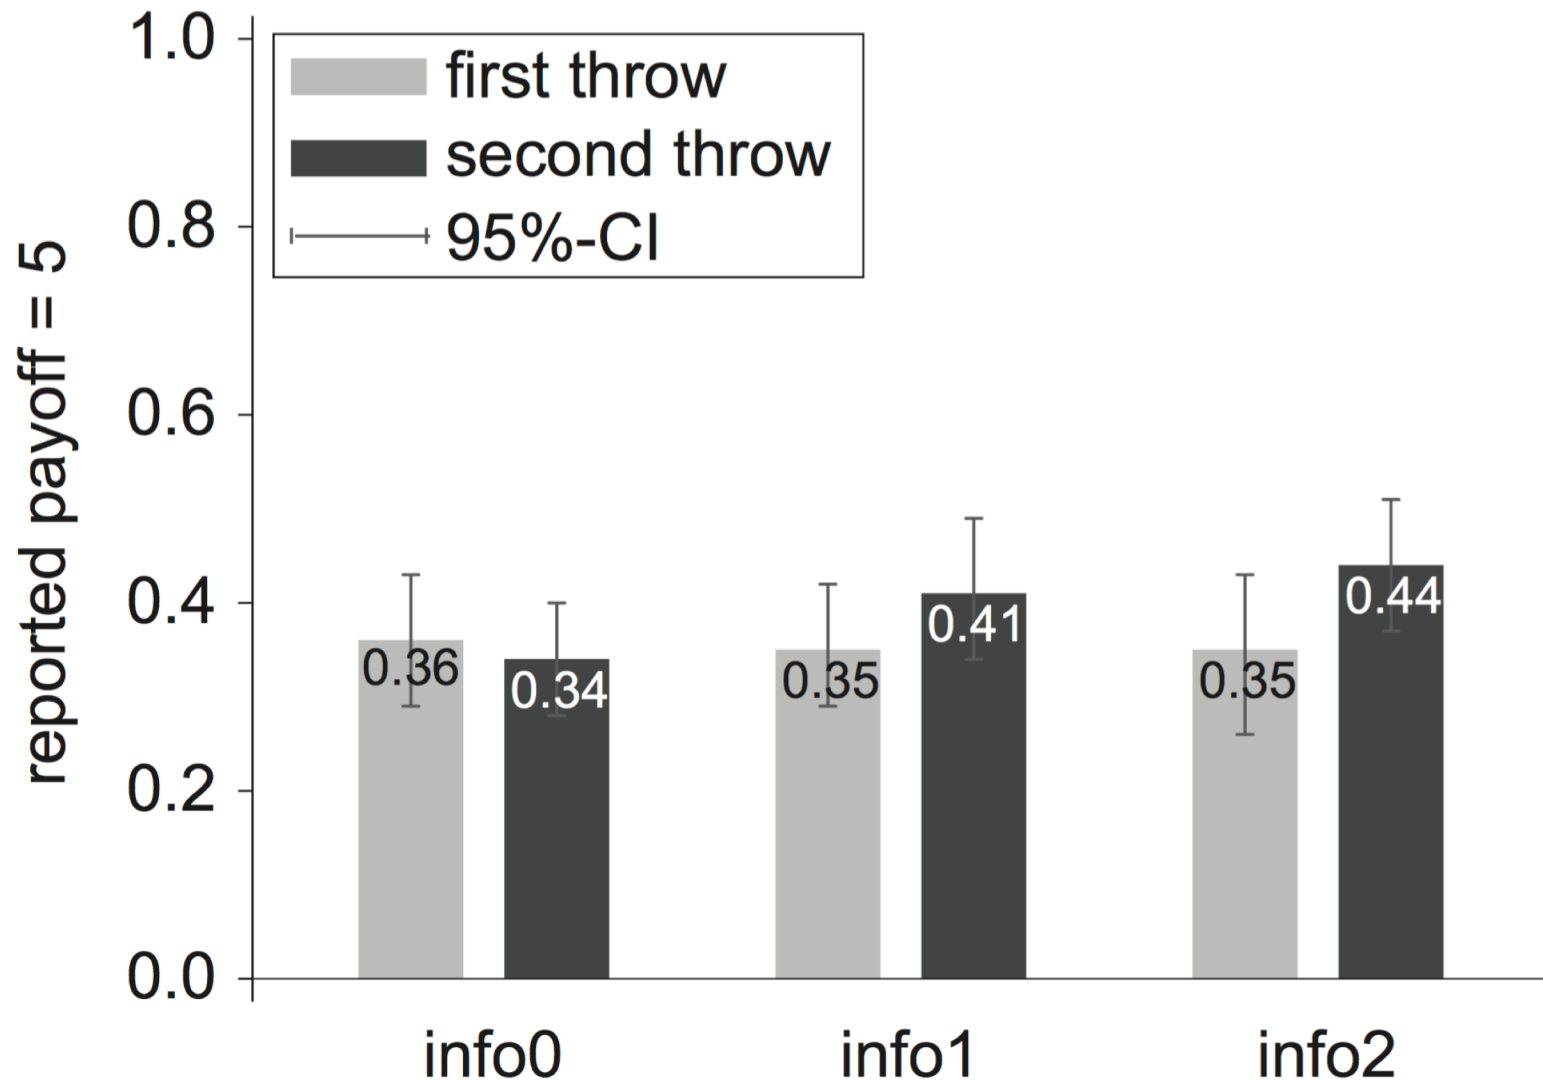 reported payoff = 5
1.0
0.8
0.6
0.4
0.2
0.0
first throw
second throw
95%-CI
0.36
0.34
0.35
0.41
0.35
0.44
info0
info1
info2